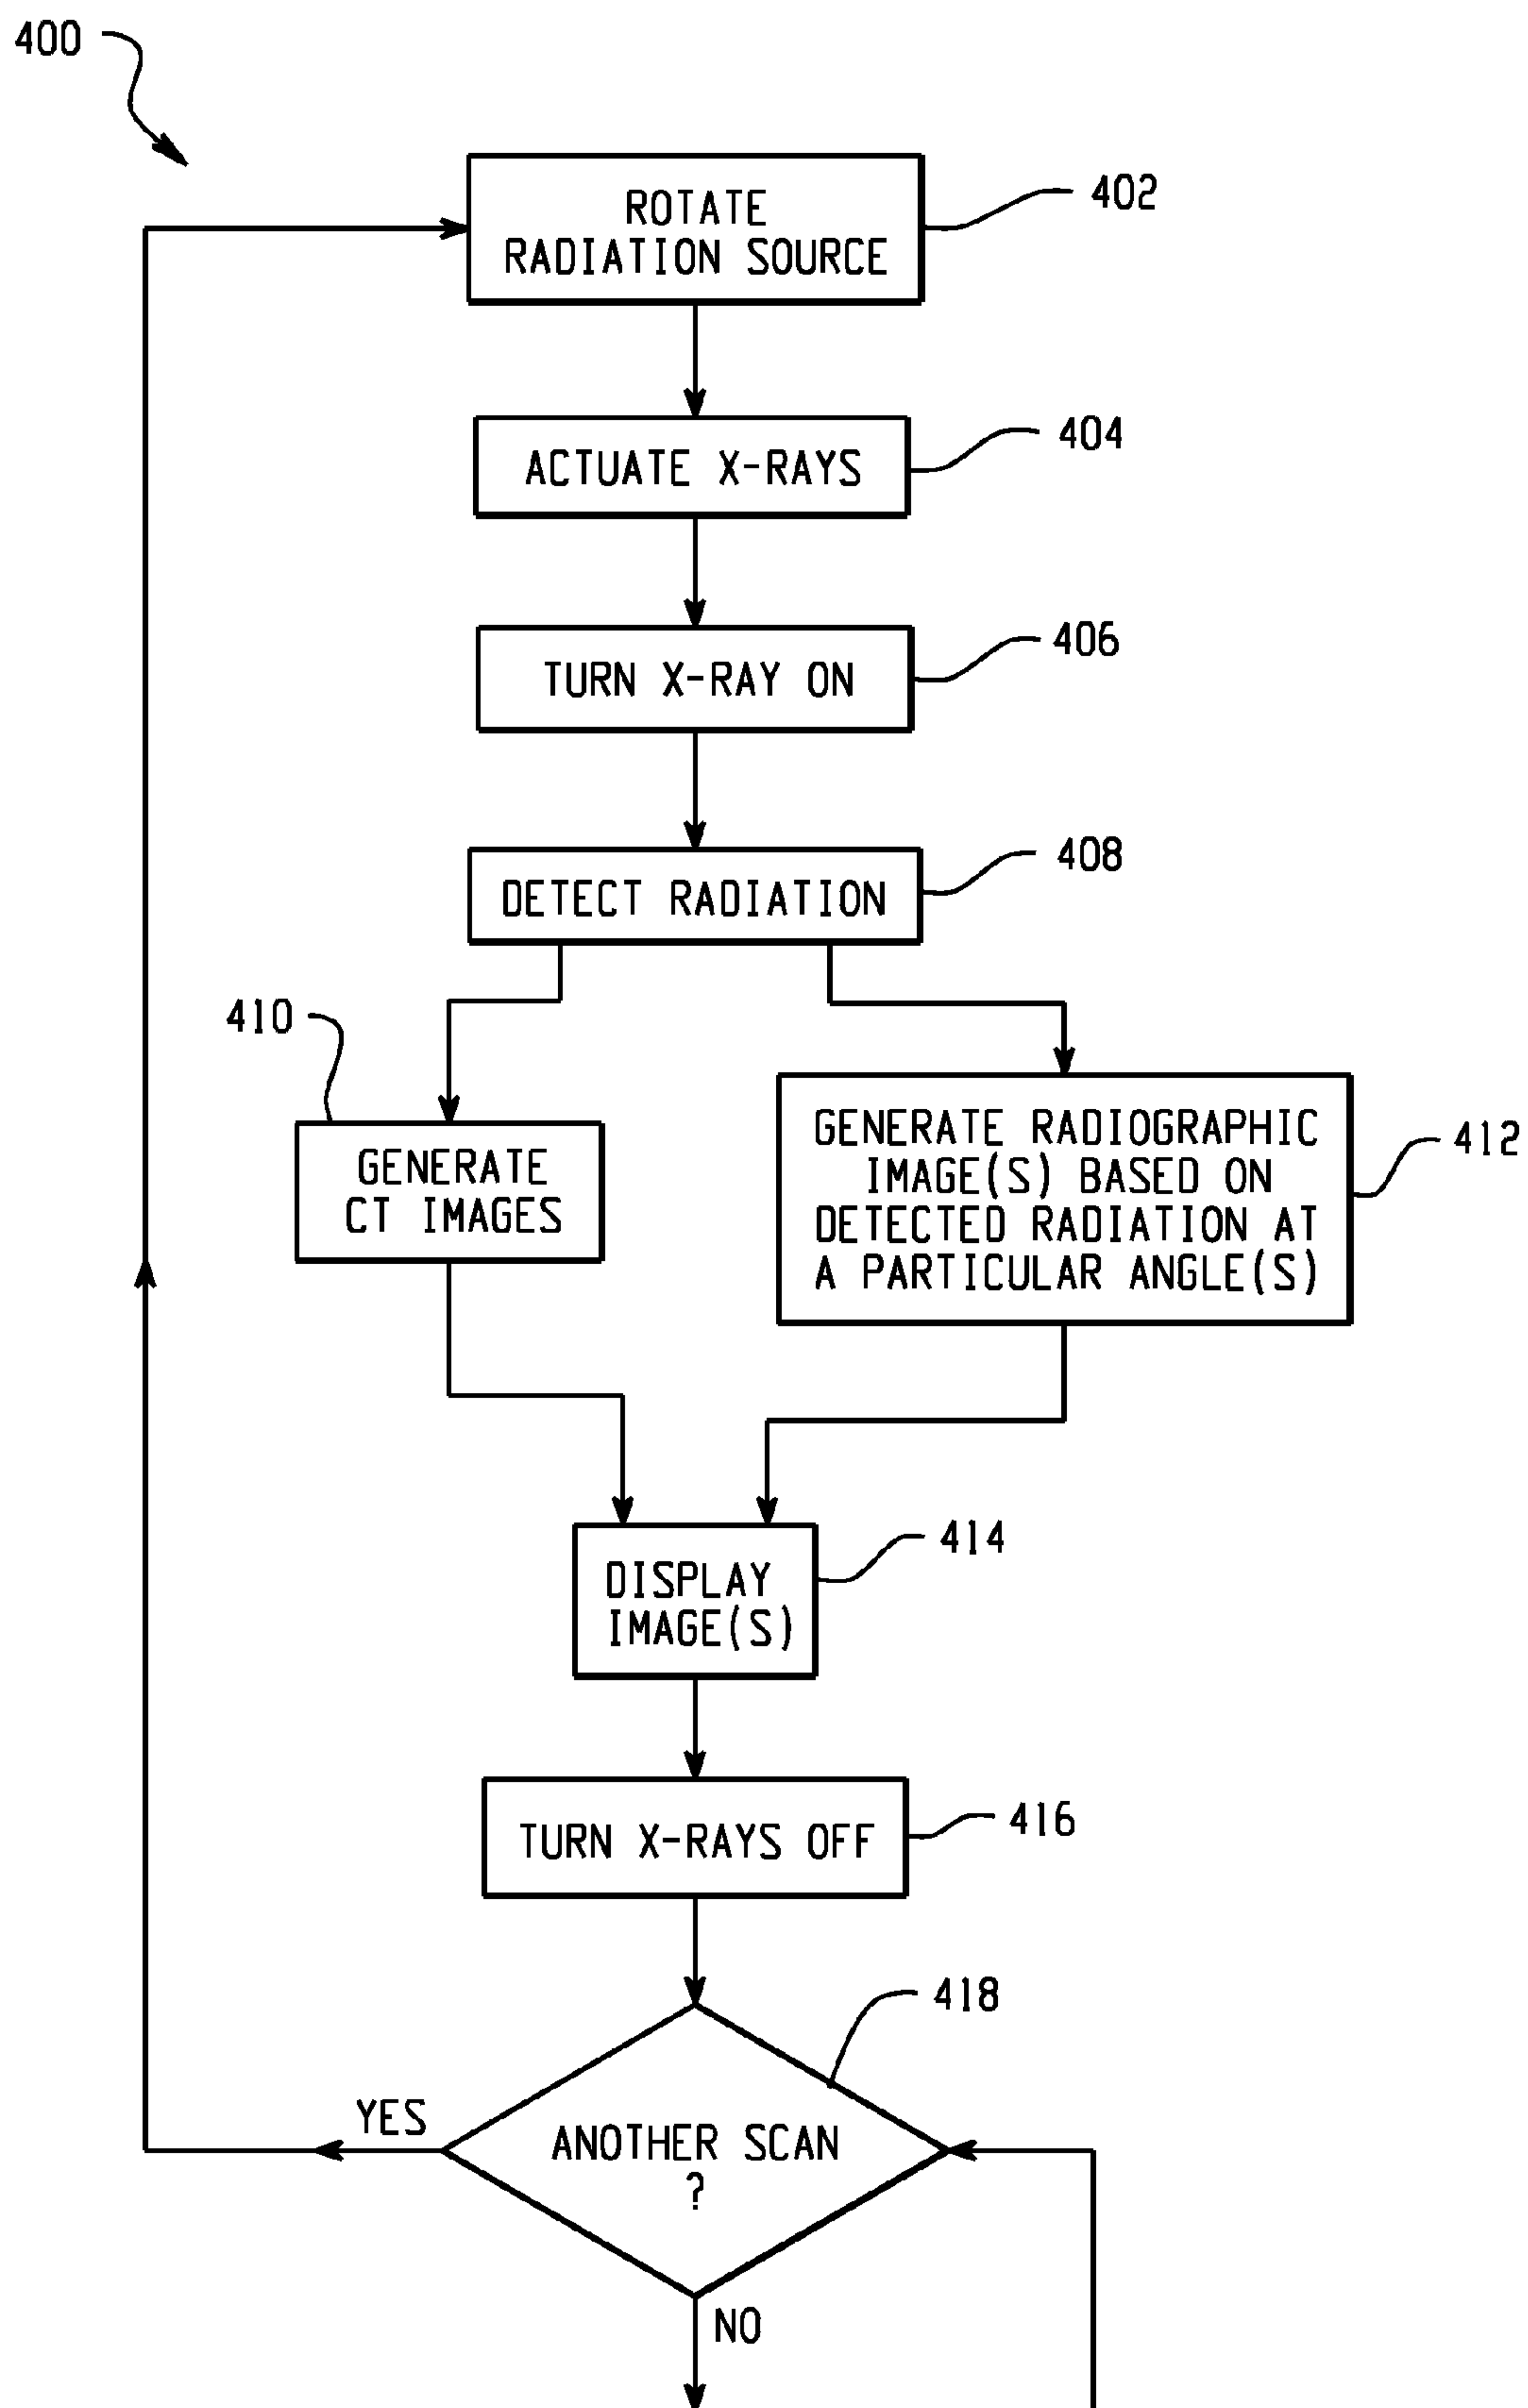 400
ROTATE
RADIATION SOURCE
402
ACTUATE X-RAYS
404
TURN X-RAY ON
406
DETECT RADIATION
408
410
GENERATE
CT IMAGES
GENERATE RADIOGRAPHIC
IMAGE(S) BASED ON
DETECTED RADIATION AT
A PARTICULAR ANGLE(S)
412
DISPLAY
IMAGE(S)
414
TURN X-RAYS OFF
416
418
YES
ANOTHER SCAN
?
NO